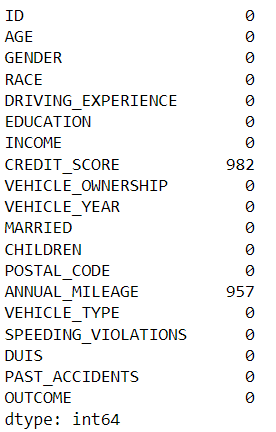 ID 0
AGE 0
GENDER 0
RACE 0
DRIVING_EXPERIENCE 0
EDUCATION 0
INCOME 0
CREDIT_SCORE 982
VEHICLE_OWNERSHIP 0
VEHICLE_YEAR 0
MARRIED 0
CHILDREN 0
POSTAL_CODE 0
ANNUAL_MILEAGE 957
VEHICLE_TYPE 0
SPEEDING_VIOLATIONS 0
DUIS 0
PAST_ACCIDENTS 0
OUTCOME 0
dtype: int64